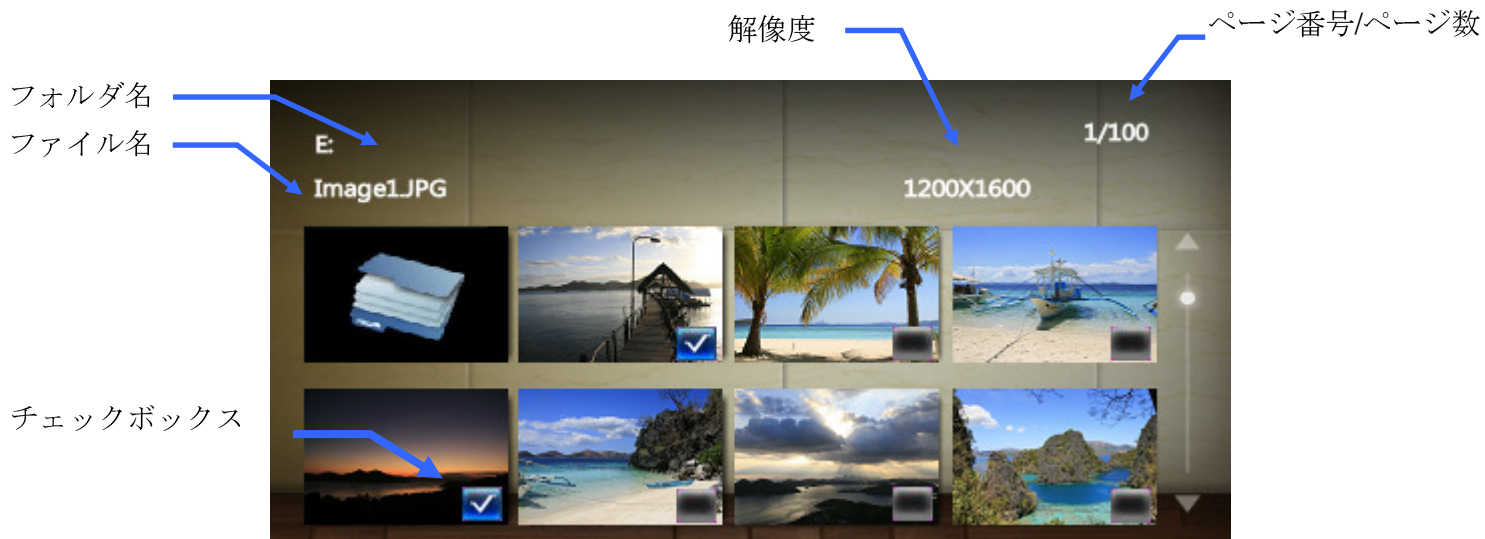 解像度
ページ番号/ページ数
フォルダ名
ファイル名
E:
1/100
Image1.JPG
1200X1600
チェックボックス